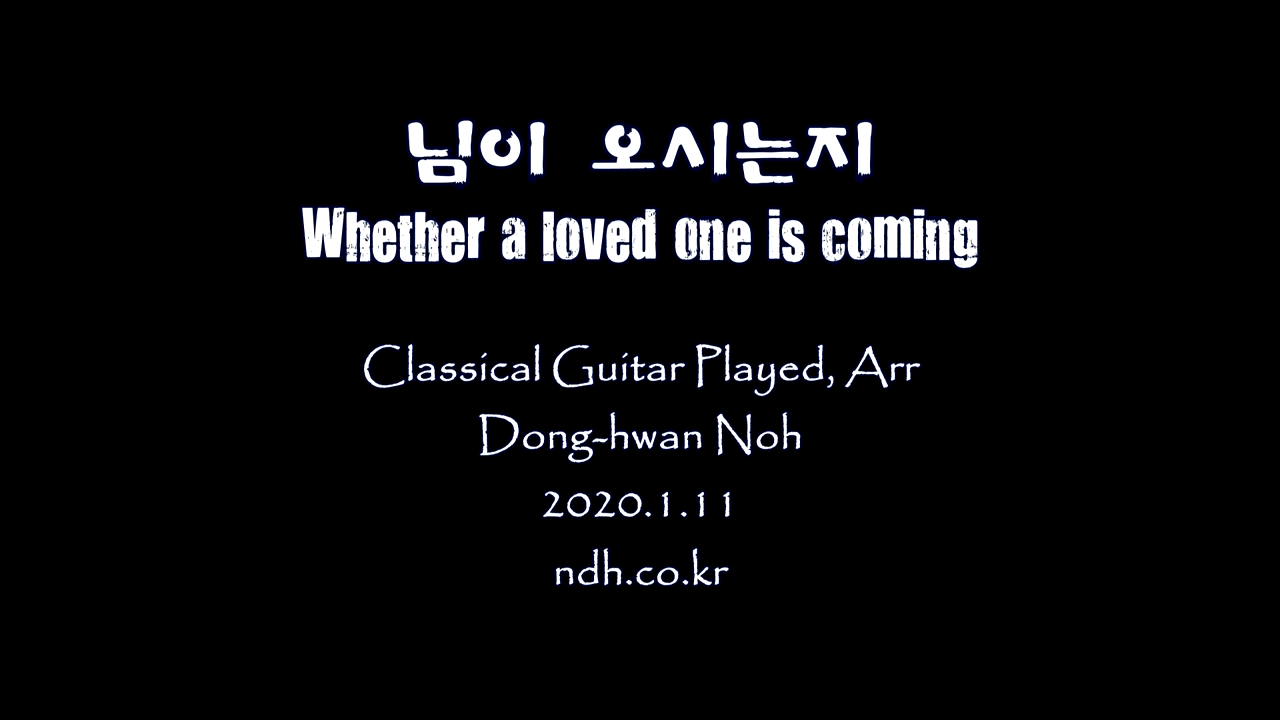 님이 오시는지
Whether a loved one is coming
Classical Guitar Played, Arr
Dong-hwan Noh
2020.1.11
ndh.co.kr